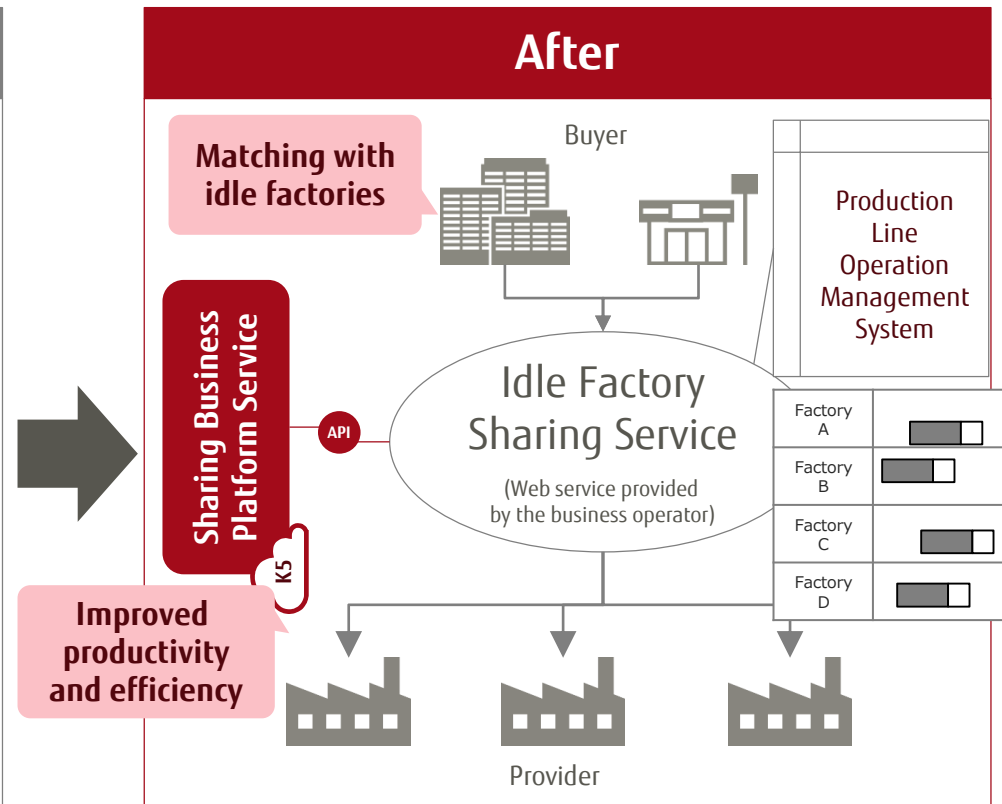 After
Matching with
idle factories
Buyer
Production
Line
Operation
Management
System
Sharing Business
Platform Service
API
Idle Factory
Sharing Service
(Web service provided
by the business operator)
Factory
A
Factory
B
Factory
C
Factory
D
K5
Improved
productivity
and efficiency
Provider